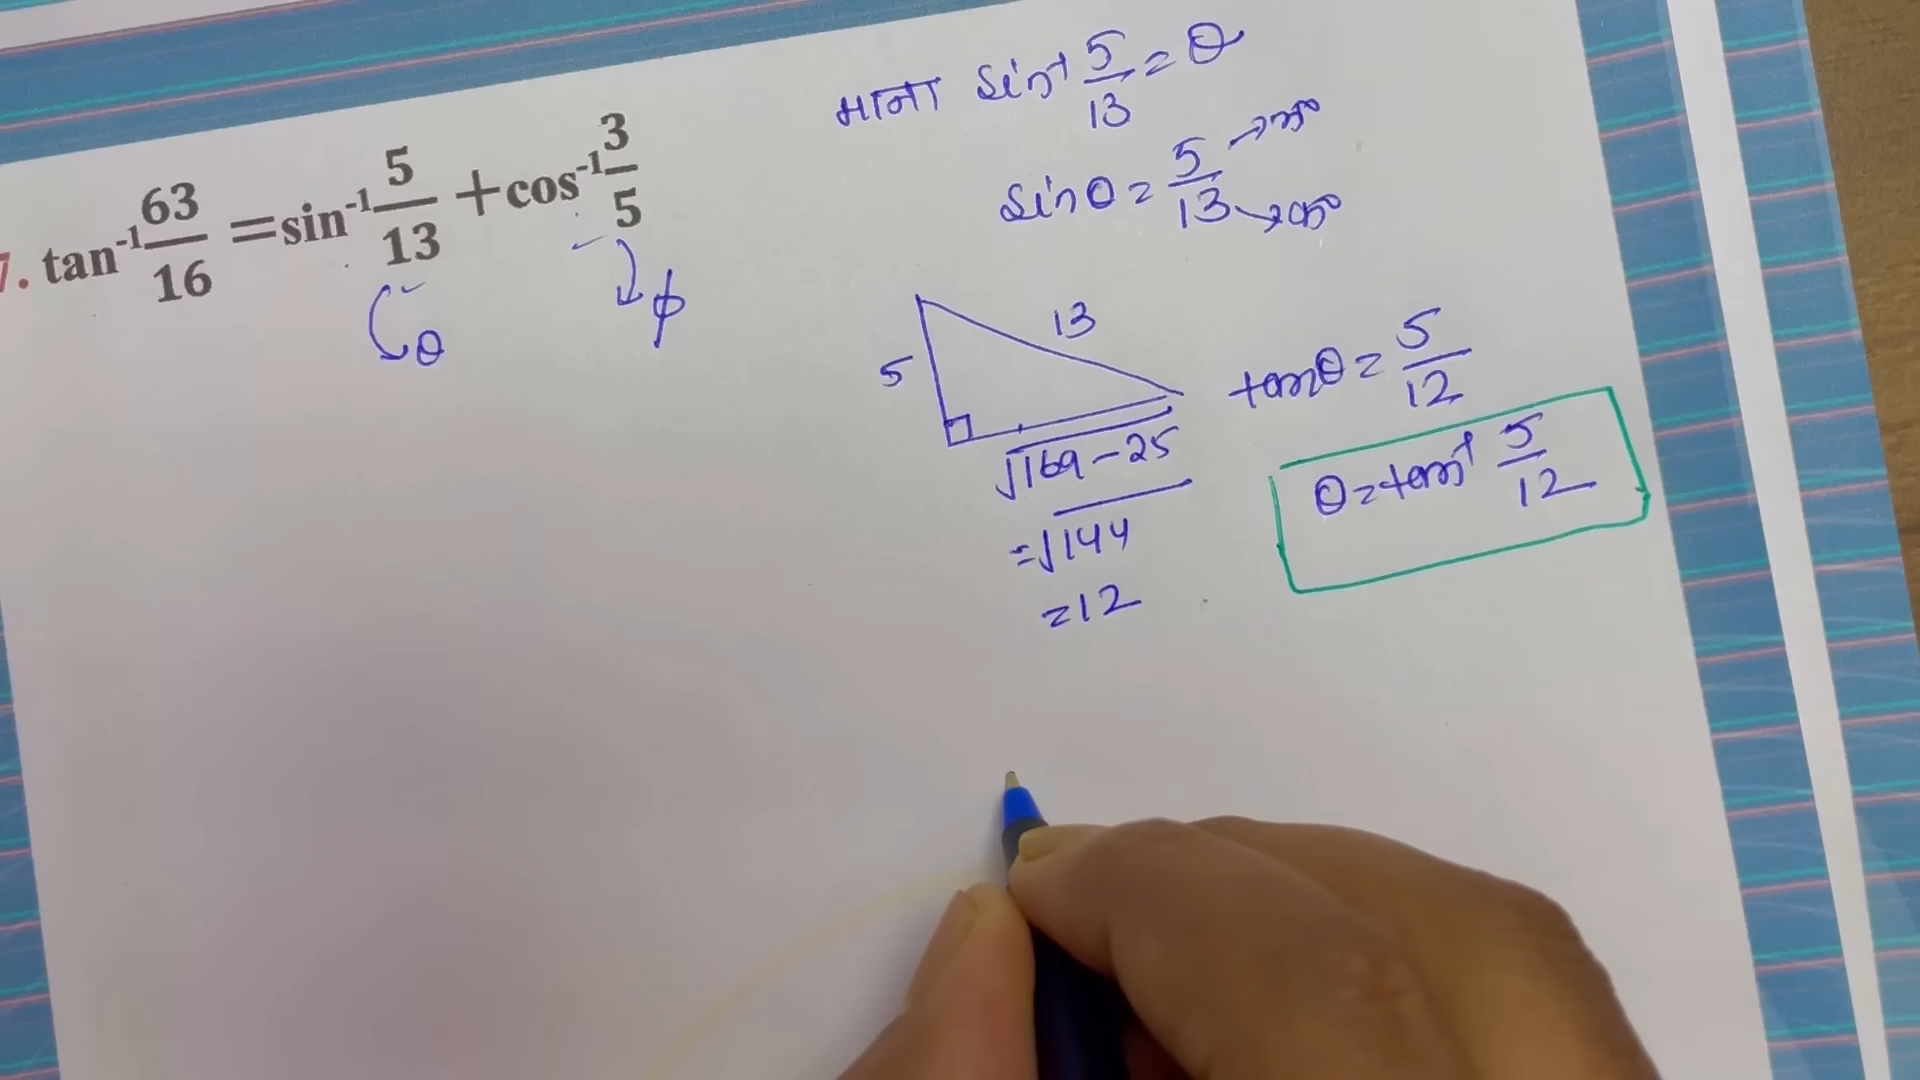 7. tan⁻¹ 63/16 = sin⁻¹ 5/13 + cos⁻¹ 3/5
θ
ϕ
माना sin⁻¹ 5/13 = θ
sinθ = 5/13
5
13
√169 - 25
= √144
= 12
tanθ = 5/12
θ = tan⁻¹ 5/12